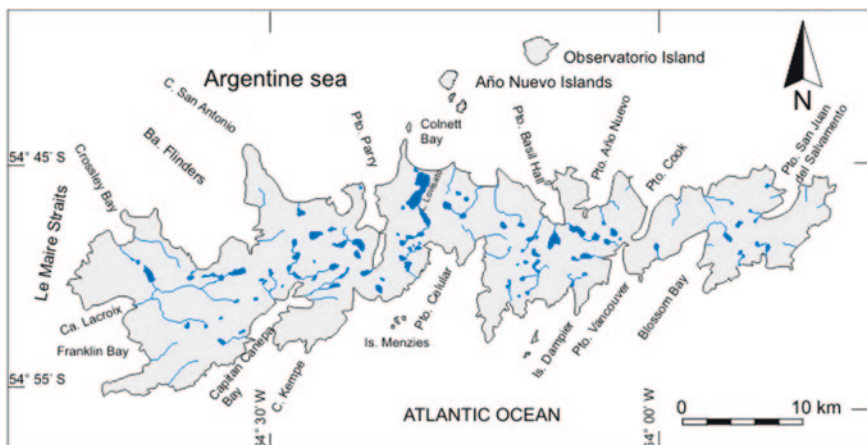 Observatorio Island
Argentine sea
Año Nuevo Islands
N
C. San Antonio
Ba. Flinders
Pto. Parry
Colnett
Bay
Pto. Basil Hall
Pto. Año Nuevo
Pto. Cook
Pto. San Juan
del Salvamento
54° 45' S
Crossley Bay
Le Maire Straits
Ca. Lacroix
Franklin Bay
Capitan Canepa
Bay
C. Kempe
Is. Menzies
Pto. Celular
Is. Dampier
Pto. Vancouver
Blossom Bay
54° 55' S
64° 30' W
ATLANTIC OCEAN
64° 00' W
0 10 km